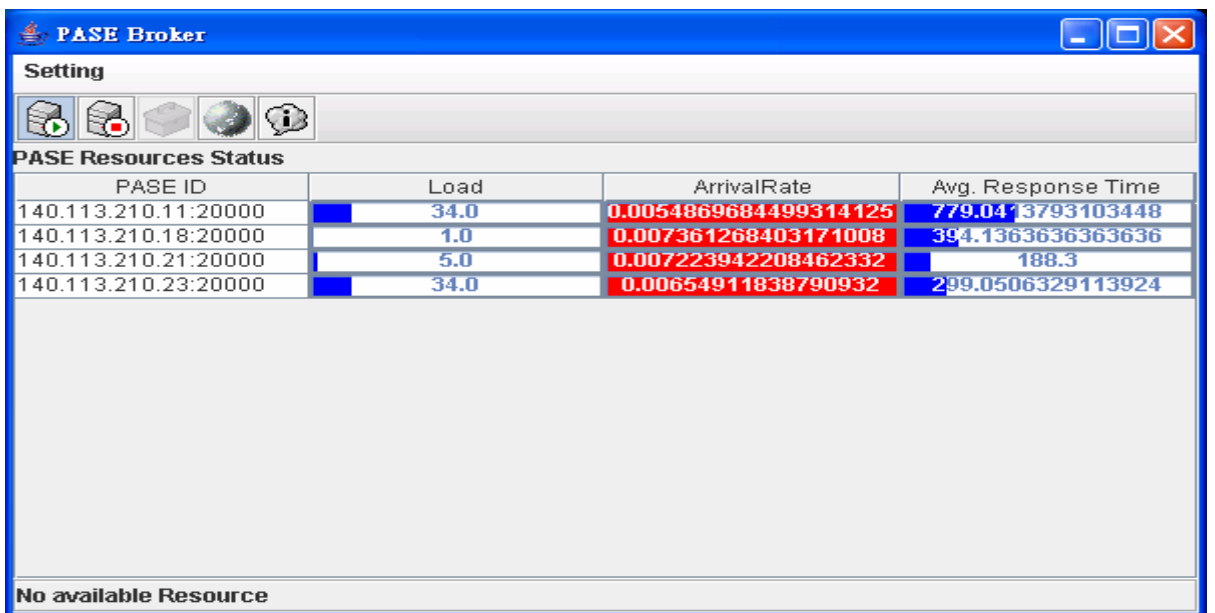 PASE Broker
Setting
PASE Resources Status
PASE ID Load ArrivalRate Avg. Response Time
140.113.210.11:20000 34.0 0.0054869684499314125 779.0413793103448
140.113.210.18:20000 1.0 0.007361268403171008 394.1363636363636
140.113.210.21:20000 5.0 0.007223942208462332 188.3
140.113.210.23:20000 34.0 0.00654911838790932 299.0506329113924
No available Resource